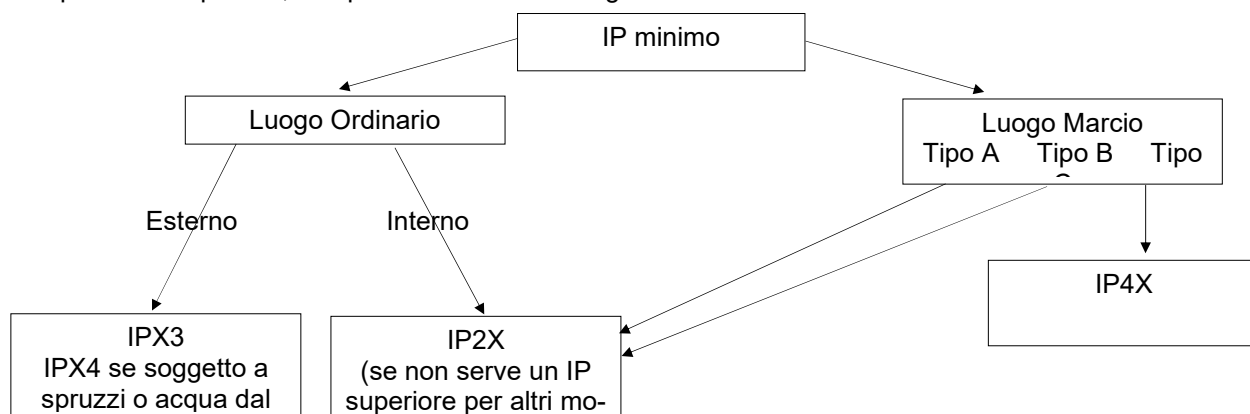 IP minimo
Luogo Ordinario
Luogo Marcio
Tipo A Tipo B Tipo
Esterno
Interno
IP4X
IPX3
IPX4 se soggetto a
spruzzi o acqua dal
IP2X
(se non serve un IP
superiore per altri mo-